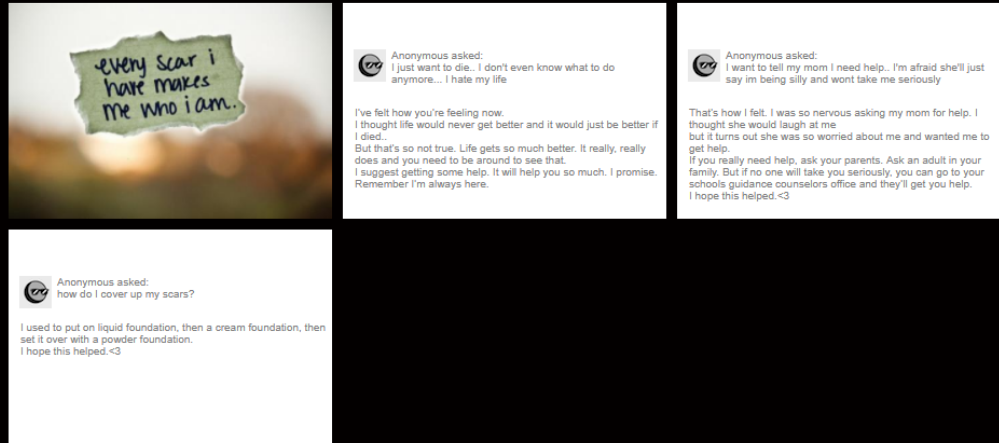 every scar i
have makes
me who i am.
Anonymous asked:
I just want to die.. I don't even know what to do
anymore... I hate my life
I've felt how you're feeling now.
I thought life would never get better and it would just be better if
I died..
But that's so not true. Life gets so much better. It really, really
does and you need to be around to see that.
I suggest getting some help. It will help you so much. I promise.
Remember I'm always here.
Anonymous asked:
I want to tell my mom I need help.. I'm afraid she'll just
say im being silly and wont take me seriously
That's how I felt. I was so nervous asking my mom for help. I
thought she would laugh at me
but it turns out she was so worried about me and wanted me to
get help.
If you really need help, ask your parents. Ask an adult in your
family. But if no one will take you seriously, you can go to your
schools guidance counselors office and they'll get you help.
I hope this helped.<3
Anonymous asked:
how do I cover up my scars?
I used to put on liquid foundation, then a cream foundation, then
set it over with a powder foundation.
I hope this helped.<3